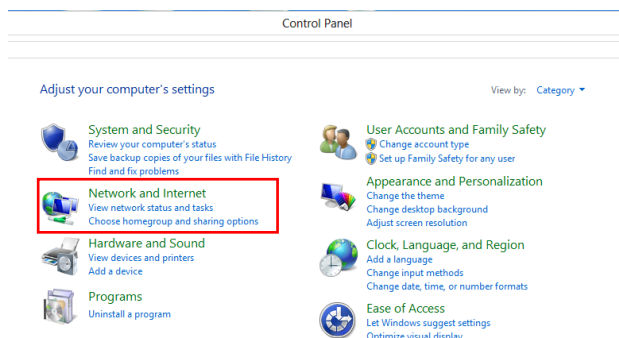 Control Panel
Adjust your computer's settings
View by: Category
System and Security
Review your computer's status
Save backup copies of your files with File History
Find and fix problems
Network and Internet
View network status and tasks
Choose homegroup and sharing options
Hardware and Sound
View devices and printers
Add a device
Programs
Uninstall a program
User Accounts and Family Safety
Change account type
Set up Family Safety for any user
Appearance and Personalization
Change the theme
Change desktop background
Adjust screen resolution
Clock, Language, and Region
Add a language
Change input methods
Change date, time, or number formats
Ease of Access
Let Windows suggest settings
Optimize visual display